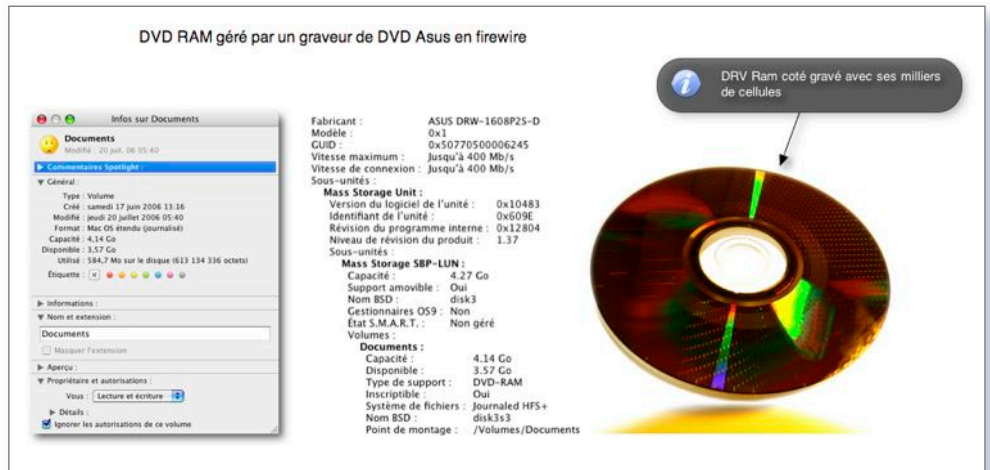 DVD RAM géré par un graveur de DVD Asus en firewire
DRV Ram coté gravé avec ses milliers
de cellules
Infos sur Documents
Documents
Modifié : 20 juil. 06 05:40
Commentaires Spotlight :
Général :
Type : Volume
Créé : samedi 17 juin 2006 13:16
Modifié : jeudi 20 juillet 2006 05:40
Format : Mac OS étendu (journalisé)
Capacité : 4,14 Go
Disponible : 3,57 Go
Utilisé : 584,7 Mo sur le disque (613 134 336 octets)
Étiquette :
Informations :
Nom et extension :
Documents
Masquer l'extension
Aperçu :
Propriétaire et autorisations :
Vous : Lecture et écriture
Détails :
Ignorer les autorisations de ce volume
Fabricant : ASUS DRW-1608P2S-D
Modèle : 0x1
GUID : 0x50770500006245
Vitesse maximum : Jusqu'à 400 Mb/s
Vitesse de connexion : Jusqu'à 400 Mb/s
Sous-unités :
Mass Storage Unit :
Version du logiciel de l'unité : 0x10483
Identifiant de l'unité : 0x609E
Révision du programme interne : 0x12804
Niveau de révision du produit : 1.37
Sous-unités :
Mass Storage SBP-LUN :
Capacité : 4.27 Go
Support amovible : Oui
Nom BSD : disk3
Gestionnaires OS9 : Non
État S.M.A.R.T. : Non géré
Volumes :
Documents :
Capacité : 4.14 Go
Disponible : 3.57 Go
Type de support : DVD-RAM
Inscriptible : Oui
Système de fichiers : Journaled HFS+
Nom BSD : disk3s3
Point de montage : /Volumes/Documents